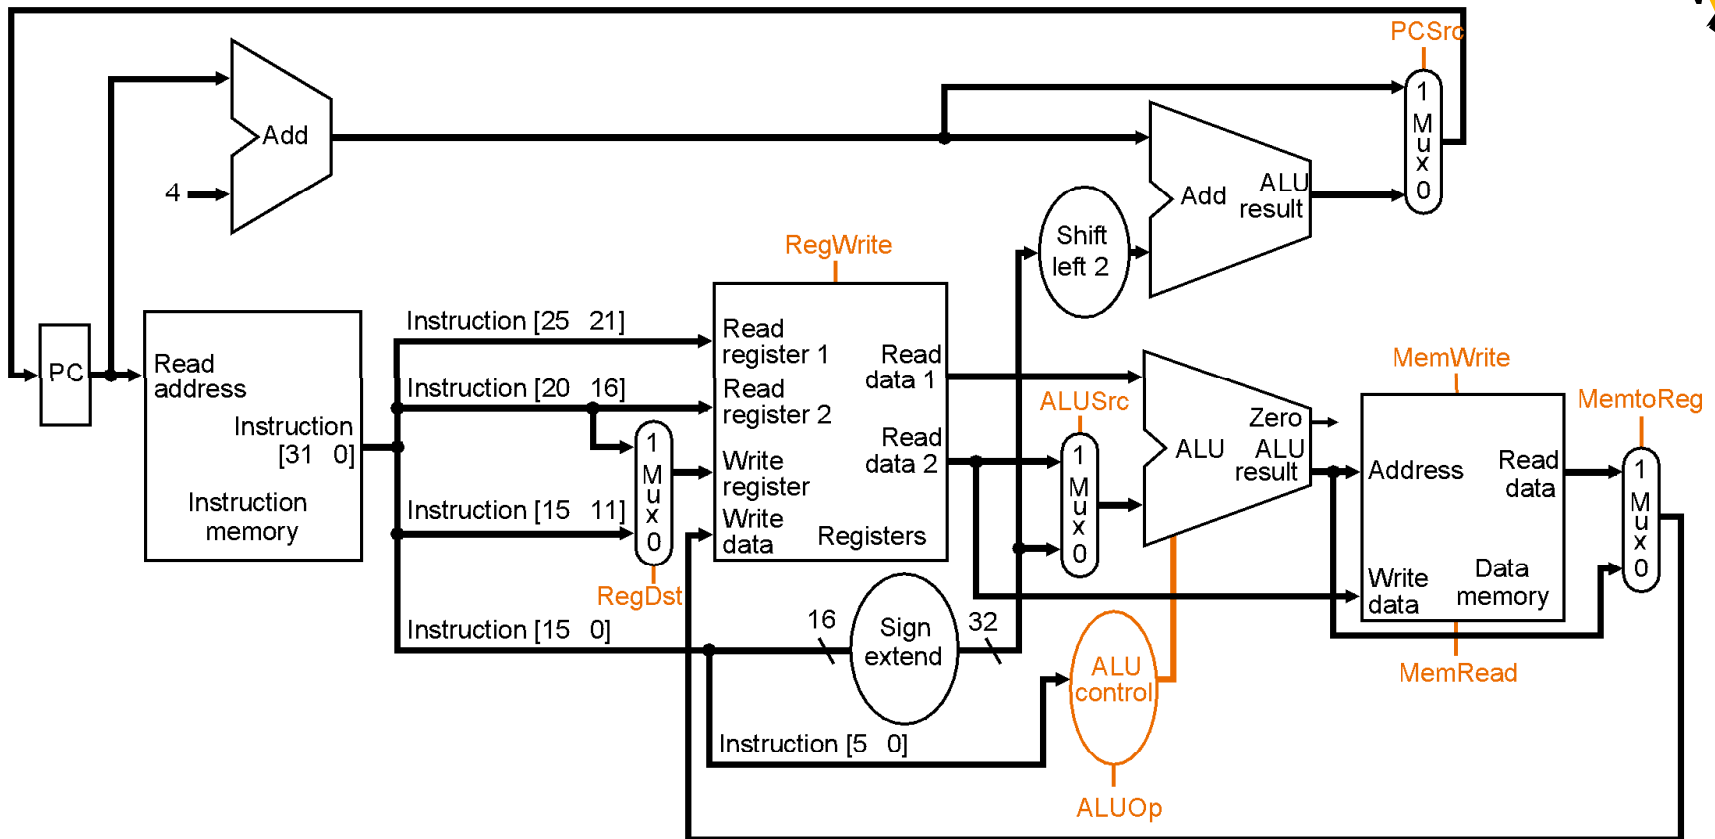 PCSrc
1
M
u
x
0
Add
4
Add
ALU
result
Shift
left 2
RegWrite
PC
Read
address
Instruction
[31 0]
Instruction
memory
Instruction [25 21]
Instruction [20 16]
Instruction [15 11]
Instruction [15 0]
Instruction [5 0]
1
M
u
x
0
RegDst
Read
register 1
Read
register 2
Write
register
Write
data
Read
data 1
Read
data 2
Registers
16
Sign
extend
32
ALUSrc
1
M
u
x
0
Zero
ALU
ALU
result
ALU
control
ALUOp
MemWrite
Address
Read
data
Write
data
Data
memory
MemRead
MemtoReg
1
M
u
x
0